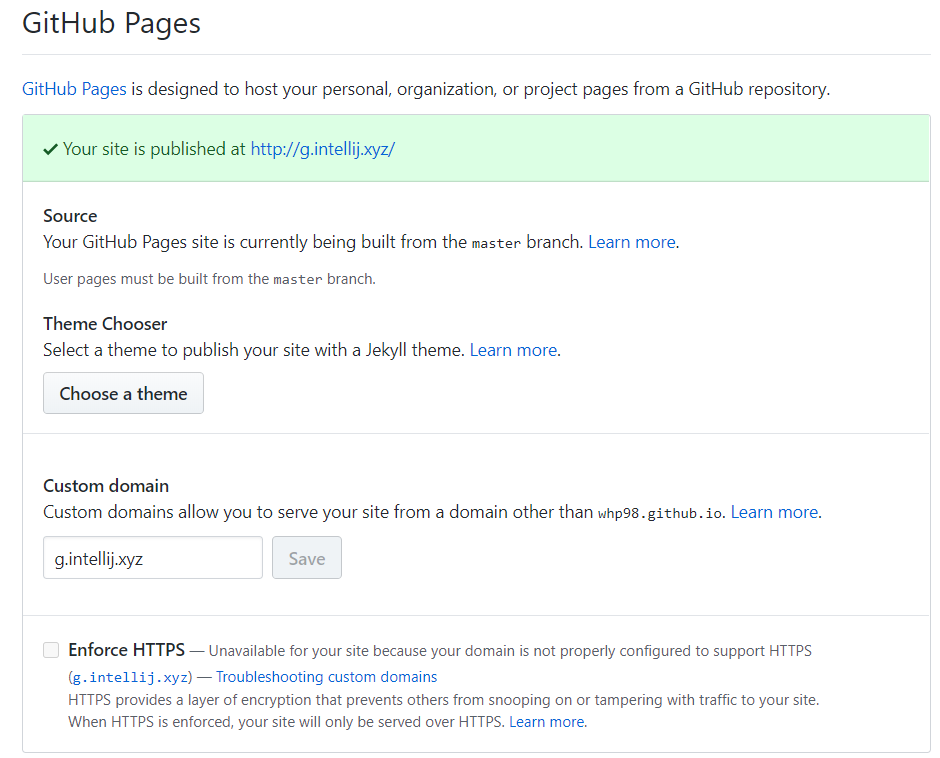 GitHub Pages
GitHub Pages is designed to host your personal, organization, or project pages from a GitHub repository.
Your site is published at http://g.intellij.xyz/
Source
Your GitHub Pages site is currently being built from the master branch. Learn more.
User pages must be built from the master branch.
Theme Chooser
Select a theme to publish your site with a Jekyll theme. Learn more.
Choose a theme
Custom domain
Custom domains allow you to serve your site from a domain other than whp98.github.io. Learn more.
g.intellij.xyz Save
Enforce HTTPS — Unavailable for your site because your domain is not properly configured to support HTTPS
(g.intellij.xyz) — Troubleshooting custom domains
HTTPS provides a layer of encryption that prevents others from snooping on or tampering with traffic to your site.
When HTTPS is enforced, your site will only be served over HTTPS. Learn more.